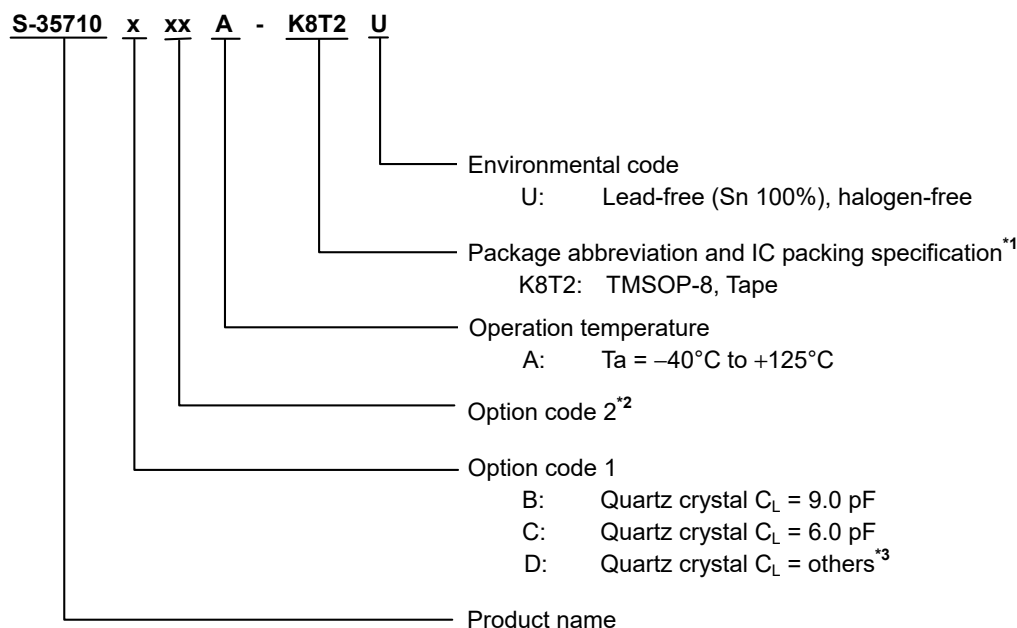 S-35710 x xx A - K8T2 U
Environmental code
U: Lead-free (Sn 100%), halogen-free
Package abbreviation and IC packing specification*1
K8T2: TMSOP-8, Tape
Operation temperature
A: Ta = −40°C to +125°C
Option code 2*2
Option code 1
B: Quartz crystal CL = 9.0 pF
C: Quartz crystal CL = 6.0 pF
D: Quartz crystal CL = others*3
Product name